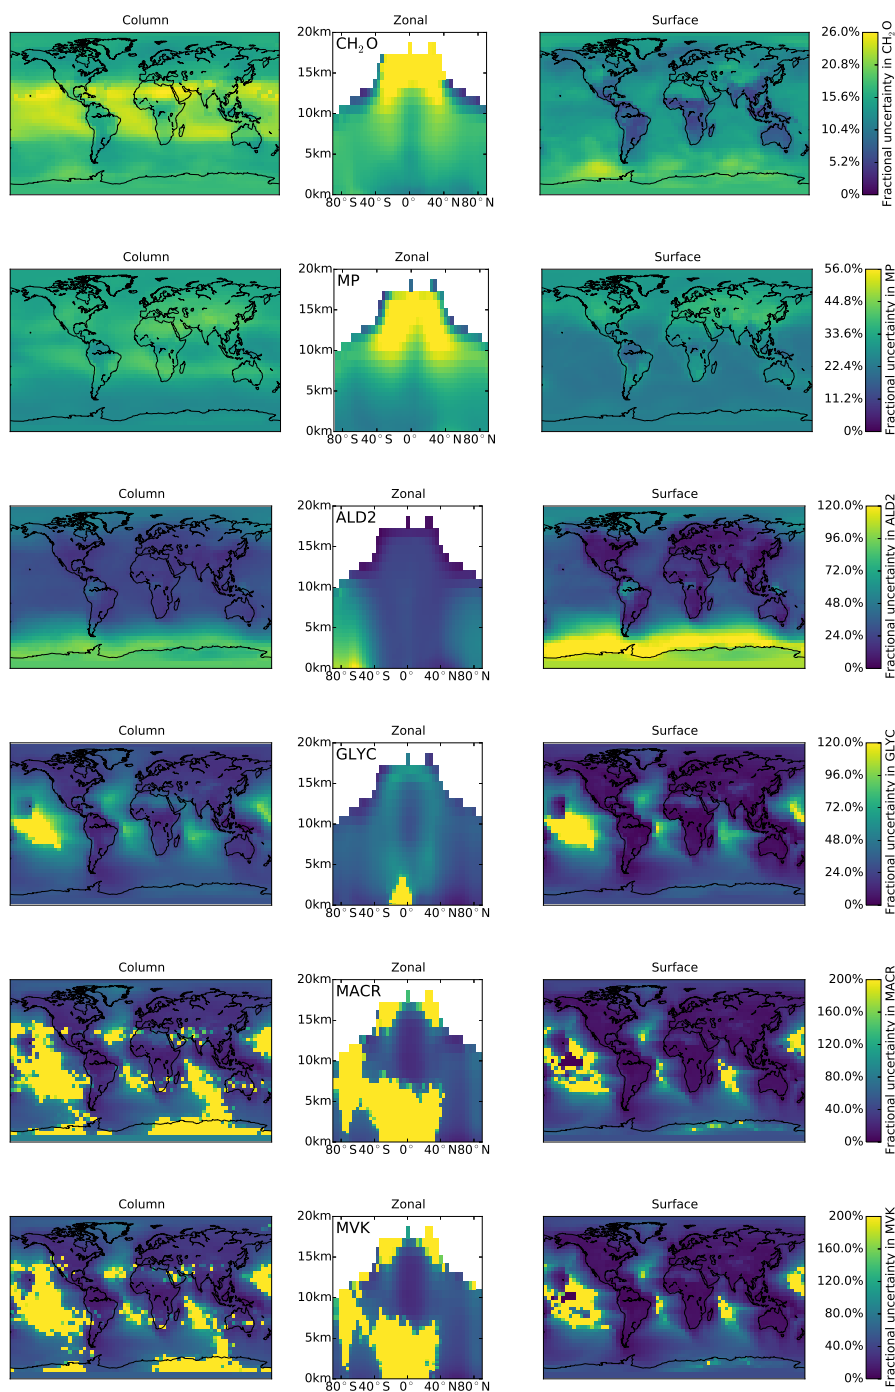 Column Zonal Surface
20km CH₂O 26.0%
15km 20.8%
10km 15.6%
5km 10.4%
0km 5.2%
80°S 40°S 0° 40°N 80°N 0%
Fractional uncertainty in CH₂O
Column Zonal Surface
20km MP 56.0%
15km 44.8%
10km 33.6%
5km 22.4%
0km 11.2%
80°S 40°S 0° 40°N 80°N 0%
Fractional uncertainty in MP
Column Zonal Surface
20km ALD2 120.0%
15km 96.0%
10km 72.0%
5km 48.0%
0km 24.0%
80°S 40°S 0° 40°N 80°N 0%
Fractional uncertainty in ALD2
Column Zonal Surface
20km GLYC 120.0%
15km 96.0%
10km 72.0%
5km 48.0%
0km 24.0%
80°S 40°S 0° 40°N 80°N 0%
Fractional uncertainty in GLYC
Column Zonal Surface
20km MACR 200%
15km 160.0%
10km 120.0%
5km 80.0%
0km 40.0%
80°S 40°S 0° 40°N 80°N 0%
Fractional uncertainty in MACR
Column Zonal Surface
20km MVK 200%
15km 160.0%
10km 120.0%
5km 80.0%
0km 40.0%
80°S 40°S 0° 40°N 80°N 0%
Fractional uncertainty in MVK